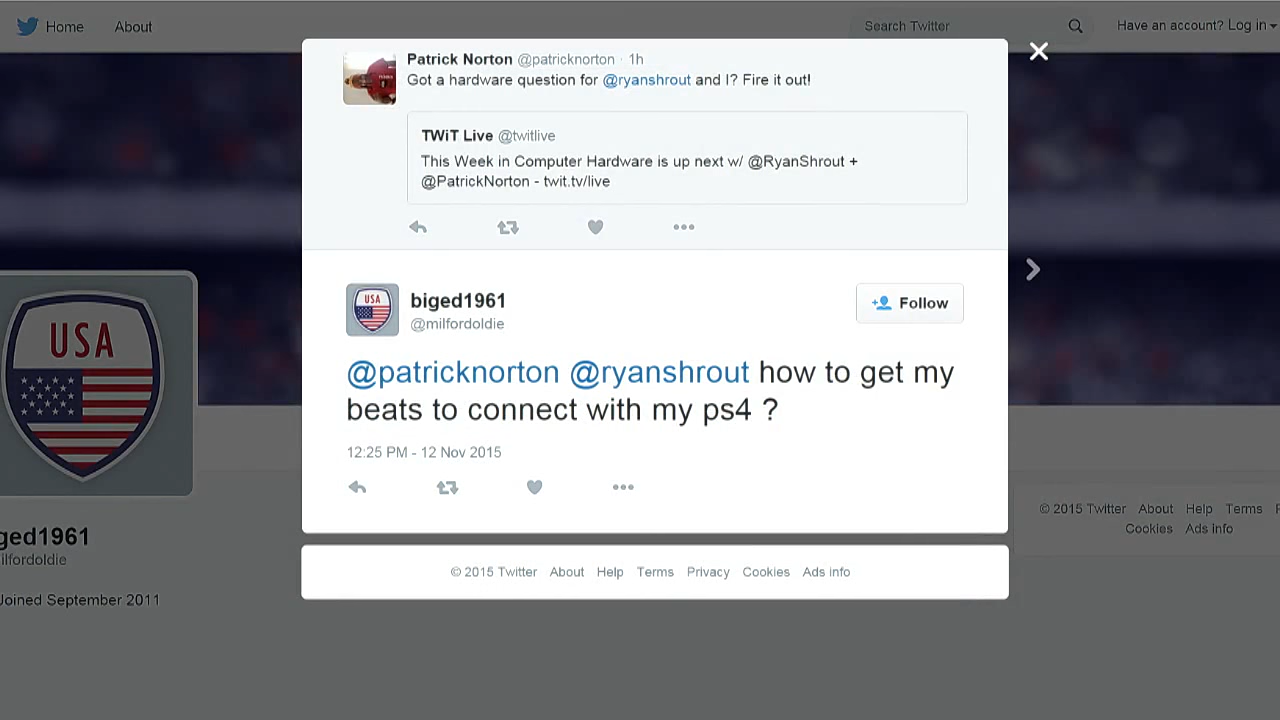 Home About Search Twitter Have an account? Log in
Patrick Norton @patricknorton · 1h
Got a hardware question for @ryanshrout and I? Fire it out!
TWiT Live @twitlive
This Week in Computer Hardware is up next w/ @RyanShrout +
@PatrickNorton - twit.tv/live
USA
biged1961
@milfordoldie
Follow
@patricknorton @ryanshrout how to get my
beats to connect with my ps4 ?
12:25 PM - 12 Nov 2015
USA
ged1961
ilfordoldie
Joined September 2011
© 2015 Twitter About Help Terms
Cookies Ads info
© 2015 Twitter About Help Terms Privacy Cookies Ads info